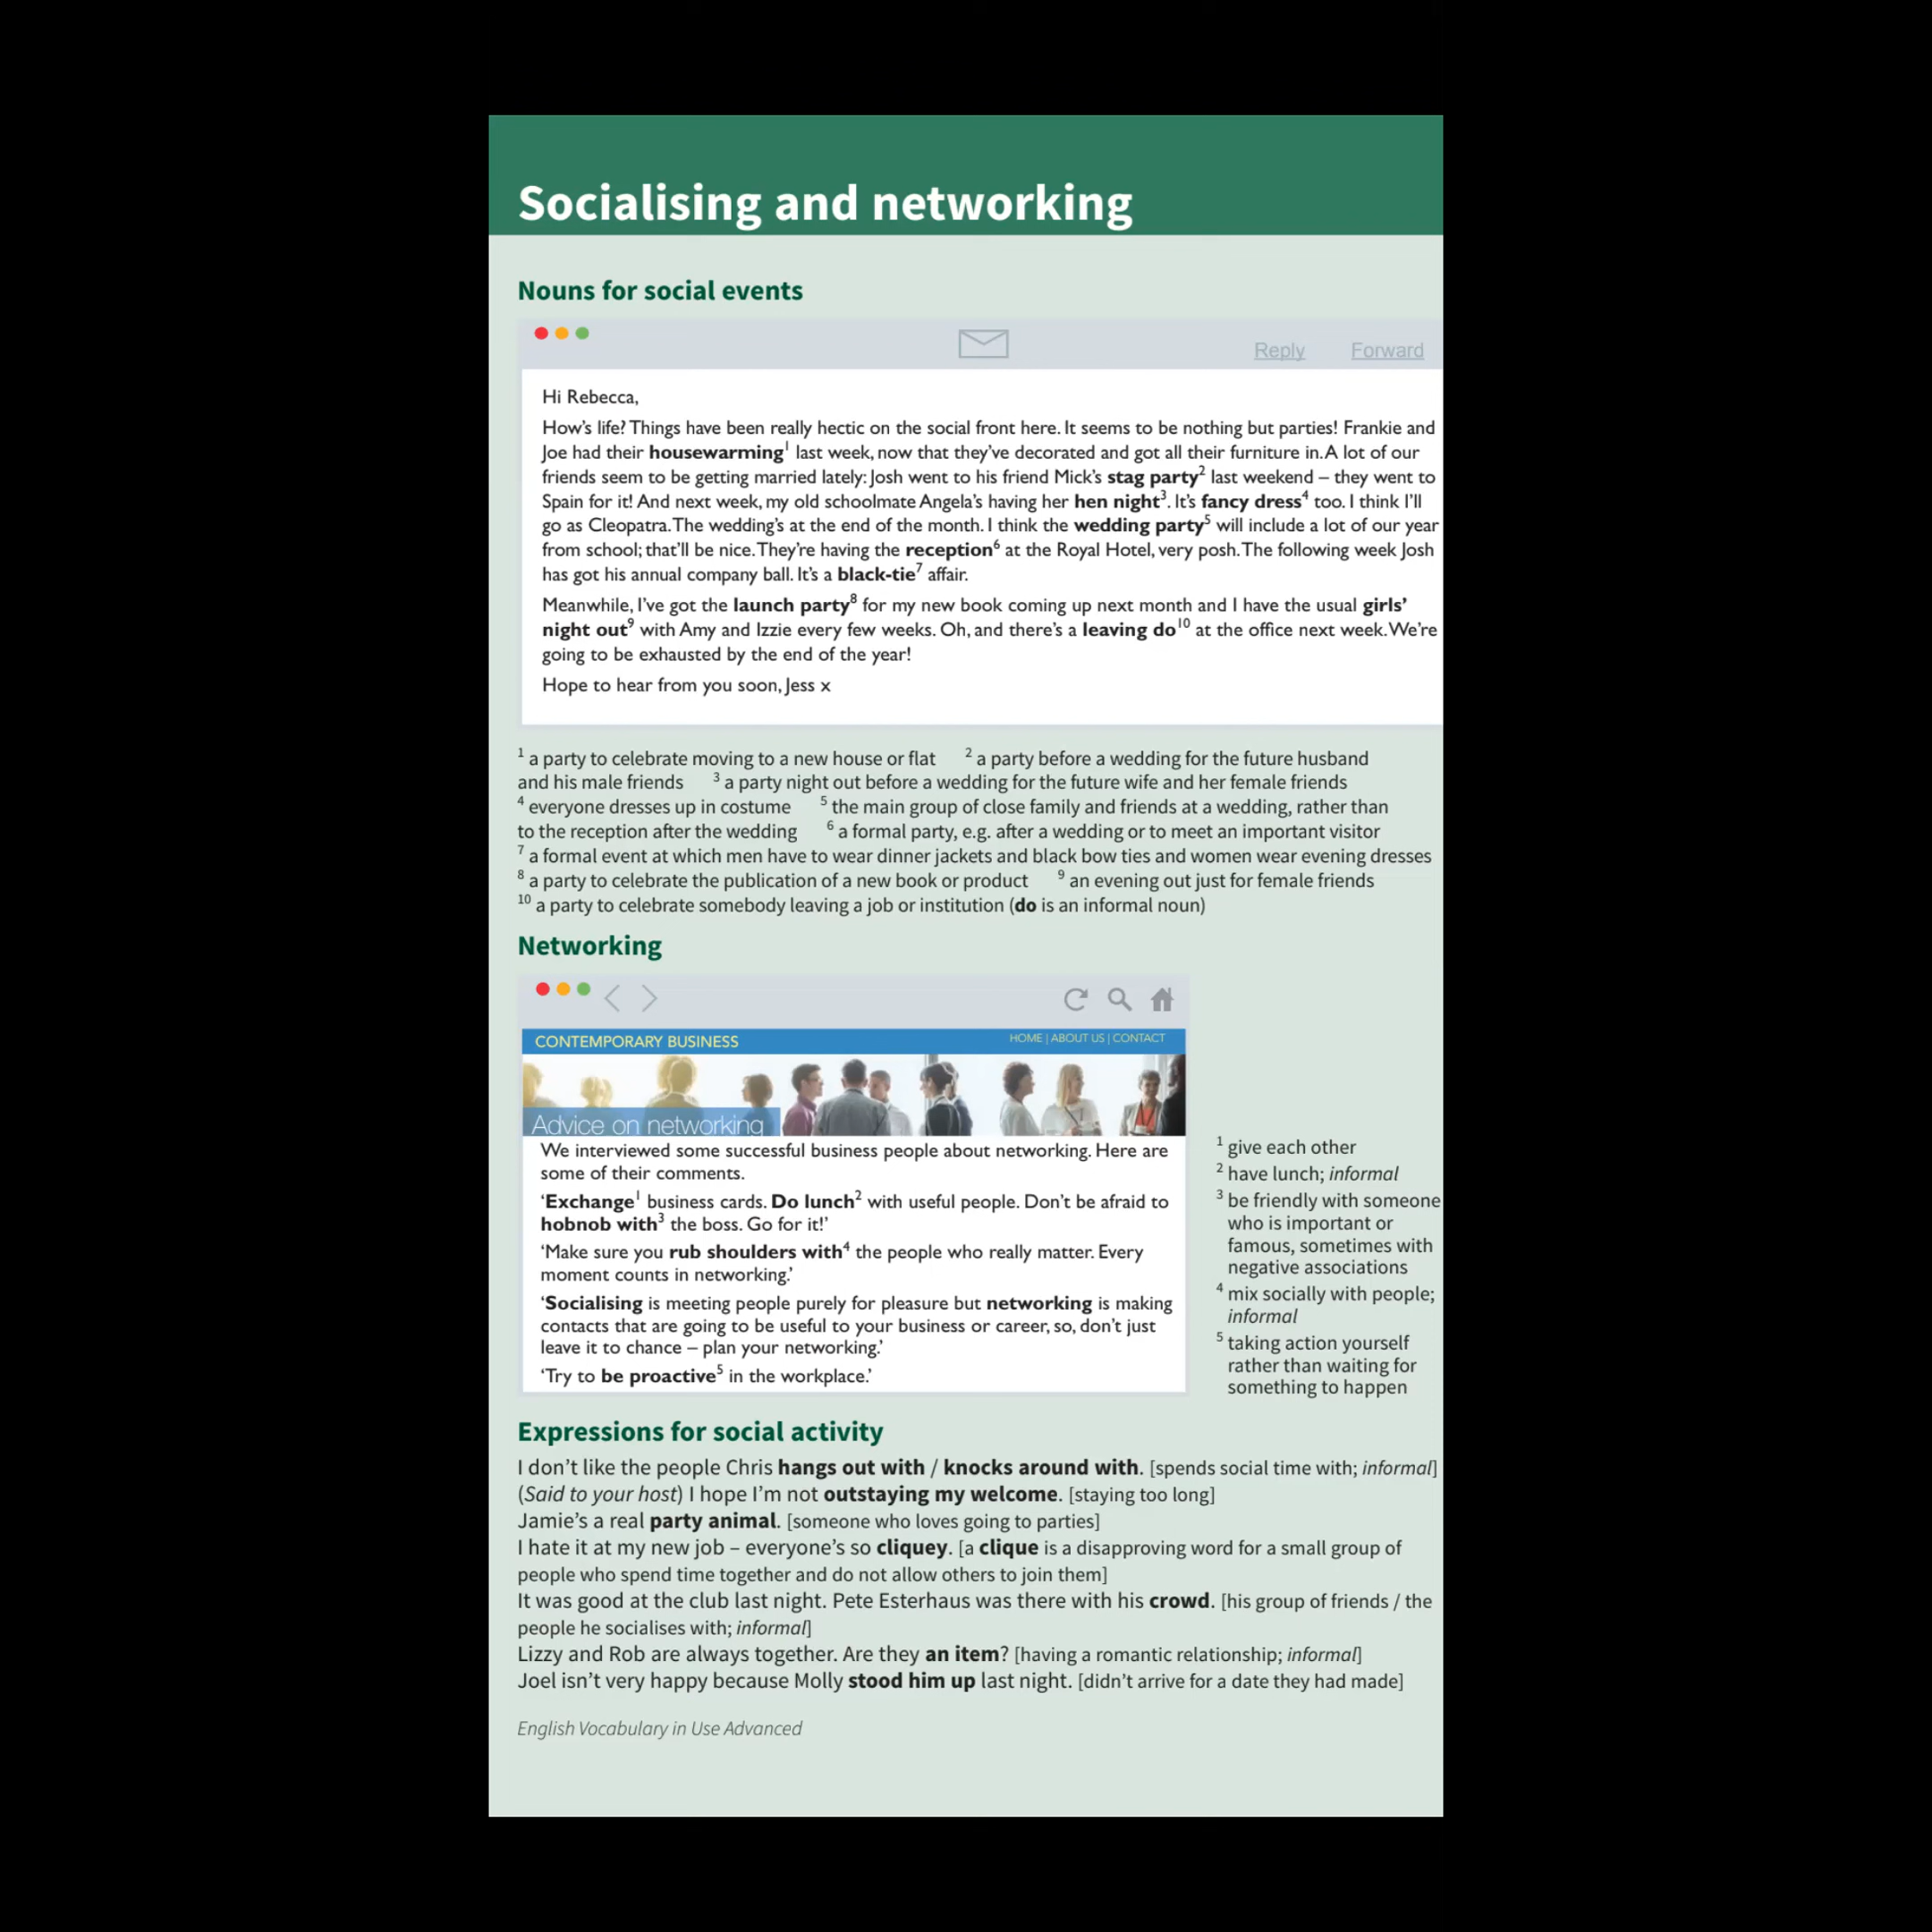 Socialising and networking
Nouns for social events
Reply Forward
Hi Rebecca,
How's life? Things have been really hectic on the social front here. It seems to be nothing but parties! Frankie and
Joe had their housewarming¹ last week, now that they've decorated and got all their furniture in. A lot of our
friends seem to be getting married lately: Josh went to his friend Mick's stag party² last weekend – they went to
Spain for it! And next week, my old schoolmate Angela's having her hen night³. It's fancy dress⁴ too. I think I'll
go as Cleopatra. The wedding's at the end of the month. I think the wedding party⁵ will include a lot of our year
from school; that'll be nice. They're having the reception⁶ at the Royal Hotel, very posh. The following week Josh
has got his annual company ball. It's a black-tie⁷ affair.
Meanwhile, I've got the launch party⁸ for my new book coming up next month and I have the usual girls'
night out⁹ with Amy and Izzie every few weeks. Oh, and there's a leaving do¹⁰ at the office next week. We're
going to be exhausted by the end of the year!
Hope to hear from you soon, Jess x
¹ a party to celebrate moving to a new house or flat ² a party before a wedding for the future husband
and his male friends ³ a party night out before a wedding for the future wife and her female friends
⁴ everyone dresses up in costume ⁵ the main group of close family and friends at a wedding, rather than
to the reception after the wedding ⁶ a formal party, e.g. after a wedding or to meet an important visitor
⁷ a formal event at which men have to wear dinner jackets and black bow ties and women wear evening dresses
⁸ a party to celebrate the publication of a new book or product ⁹ an evening out just for female friends
¹⁰ a party to celebrate somebody leaving a job or institution (do is an informal noun)
Networking
CONTEMPORARY BUSINESS
HOME | ABOUT US | CONTACT
Advice on networking
We interviewed some successful business people about networking. Here are
some of their comments.
'Exchange¹ business cards. Do lunch² with useful people. Don't be afraid to
hobnob with³ the boss. Go for it!'
'Make sure you rub shoulders with⁴ the people who really matter. Every
moment counts in networking.'
'Socialising is meeting people purely for pleasure but networking is making
contacts that are going to be useful to your business or career, so, don't just
leave it to chance – plan your networking.'
'Try to be proactive⁵ in the workplace.'
¹ give each other
² have lunch; informal
³ be friendly with someone
who is important or
famous, sometimes with
negative associations
⁴ mix socially with people;
informal
⁵ taking action yourself
rather than waiting for
something to happen
Expressions for social activity
I don't like the people Chris hangs out with / knocks around with. [spends social time with; informal]
(Said to your host) I hope I'm not outstaying my welcome. [staying too long]
Jamie's a real party animal. [someone who loves going to parties]
I hate it at my new job – everyone's so cliquey. [a clique is a disapproving word for a small group of
people who spend time together and do not allow others to join them]
It was good at the club last night. Pete Esterhaus was there with his crowd. [his group of friends / the
people he socialises with; informal]
Lizzy and Rob are always together. Are they an item? [having a romantic relationship; informal]
Joel isn't very happy because Molly stood him up last night. [didn't arrive for a date they had made]
English Vocabulary in Use Advanced